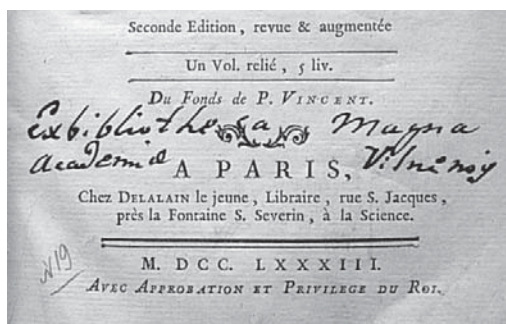 Seconde Edition, revue & augmentée
Un Vol. relié, 5 liv.
Du Fonds de P. VINCENT.
Ex bibliotheca Magna
Academiæ Vilnensis
A PARIS,
Chez DELALAIN le jeune, Libraire, rue S. Jacques,
près la Fontaine S. Severin, à la Science.
N19
M. DCC. LXXXIII.
AVEC APPROBATION ET PRIVILEGE DU ROI.